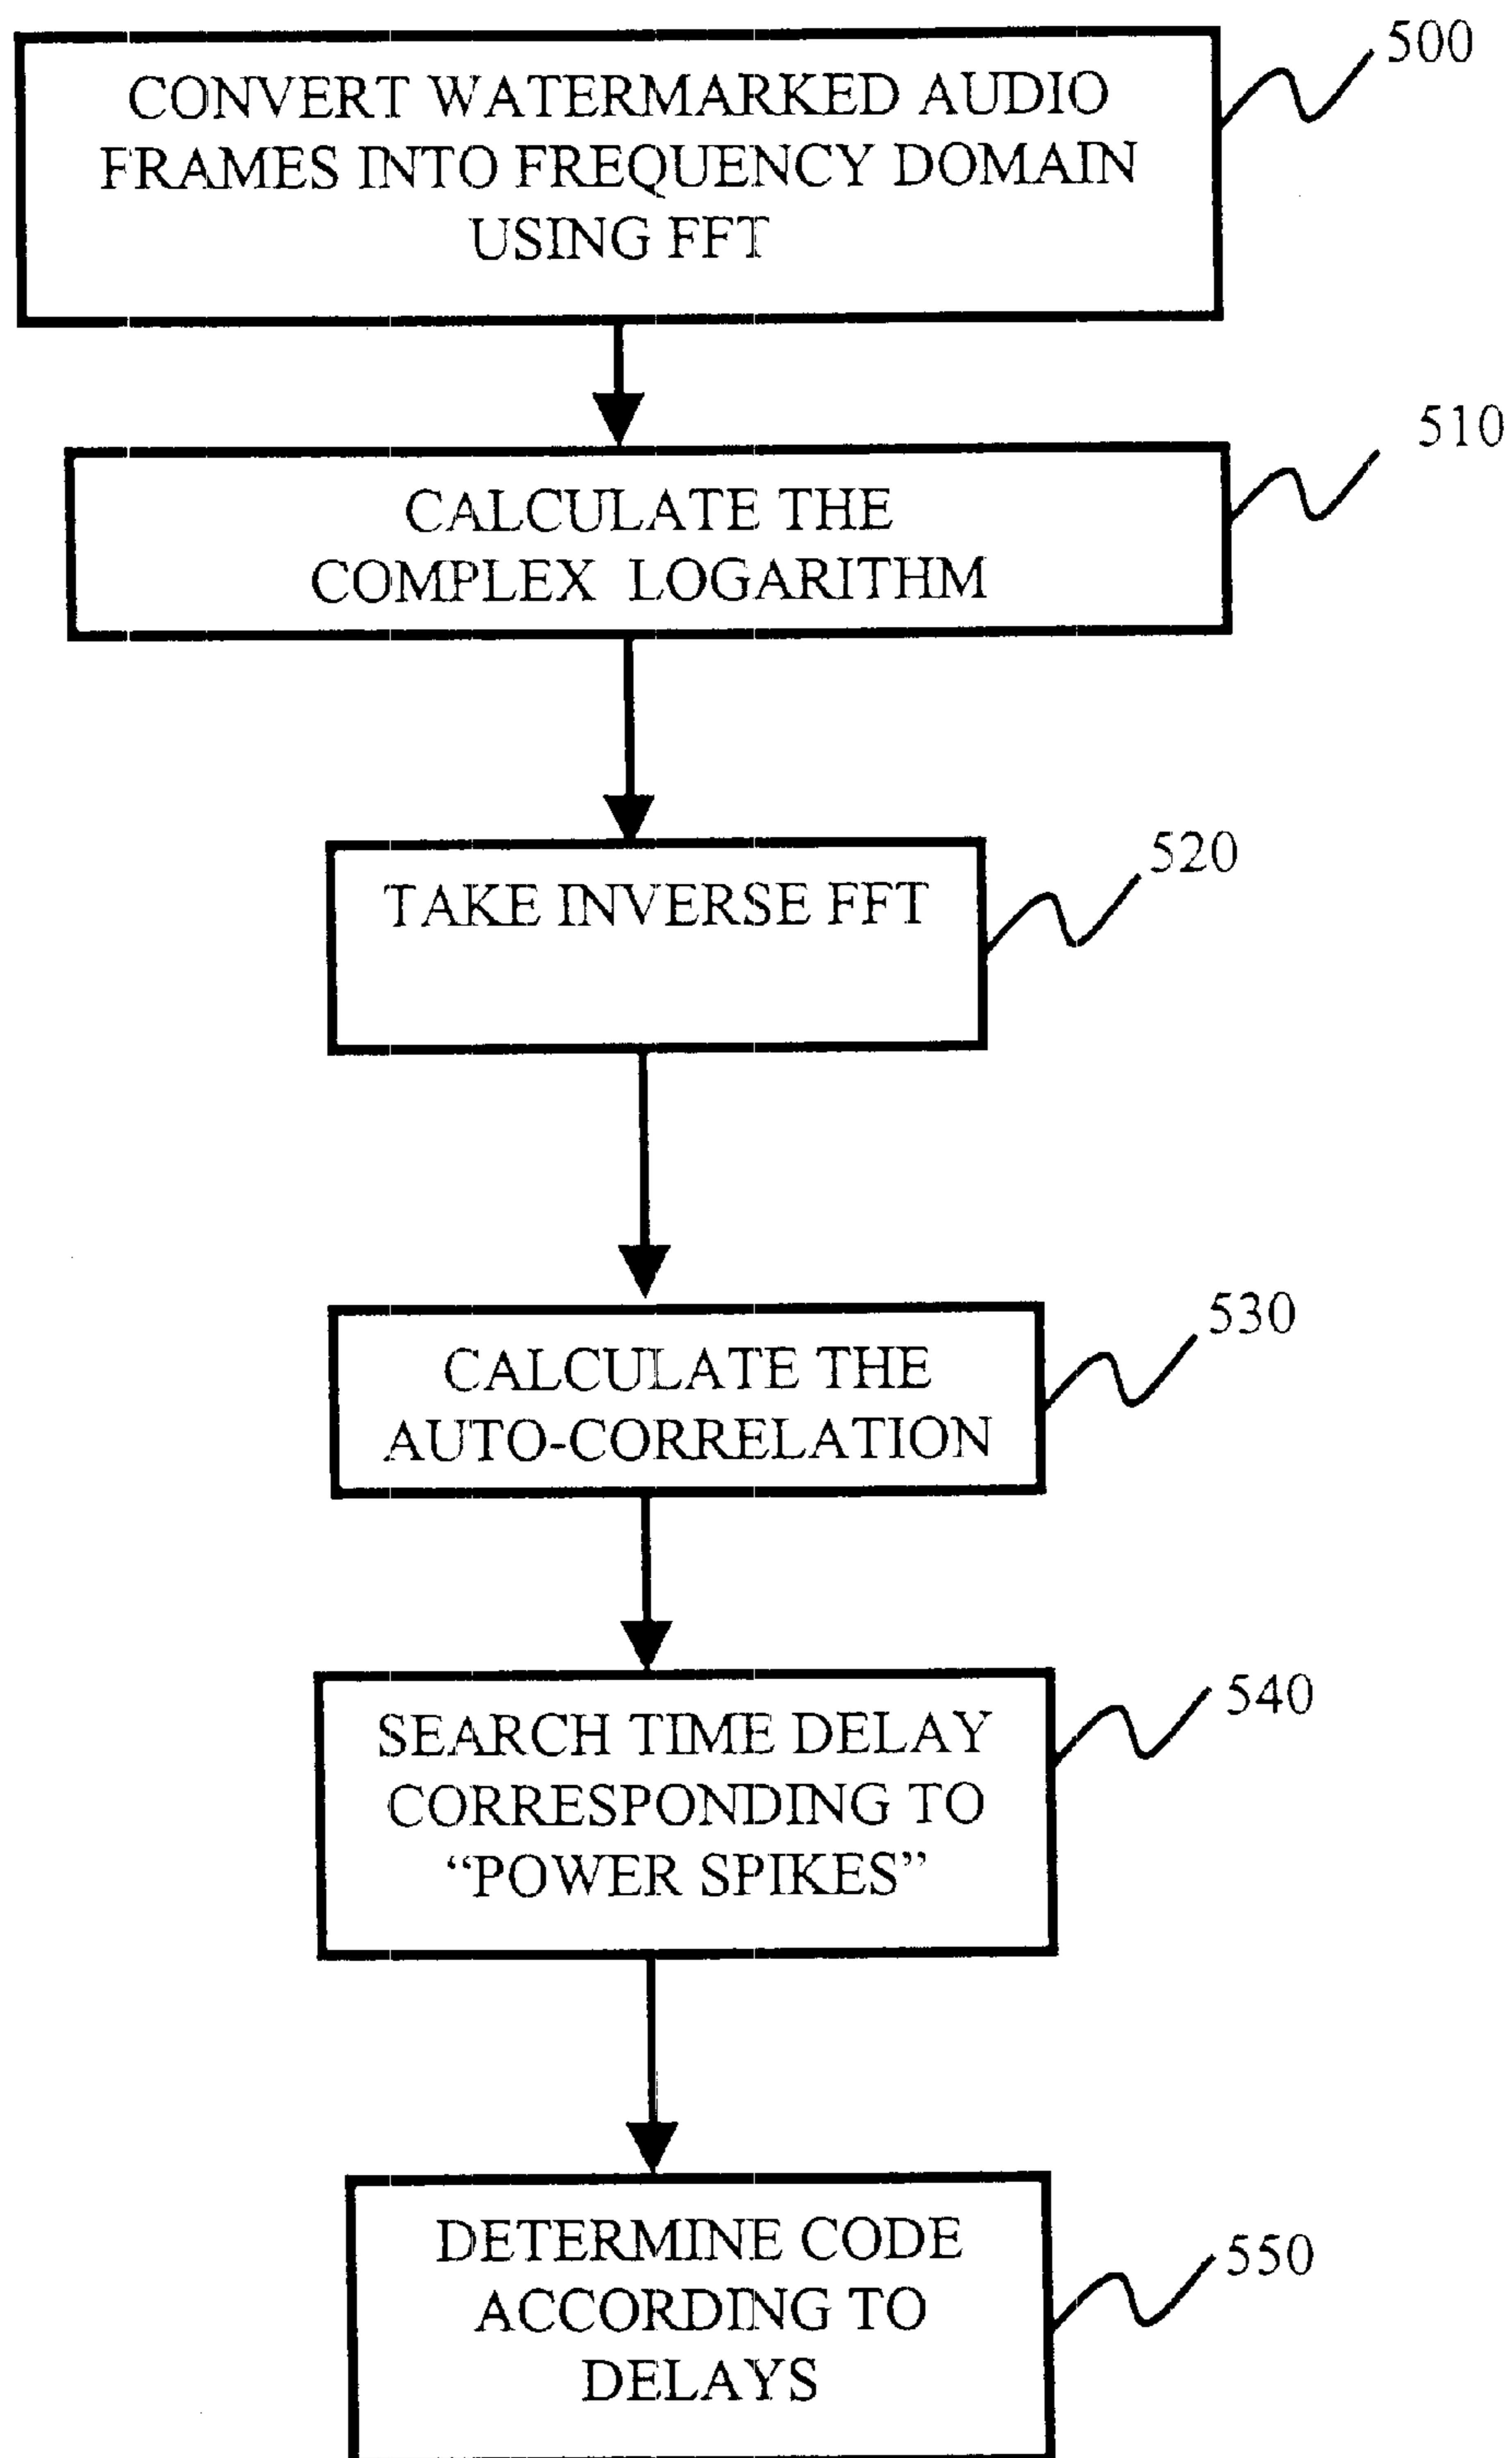 500
CONVERT WATERMARKED AUDIO
FRAMES INTO FREQUENCY DOMAIN
USING FFT
510
CALCULATE THE
COMPLEX LOGARITHM
520
TAKE INVERSE FFT
530
CALCULATE THE
AUTO-CORRELATION
540
SEARCH TIME DELAY
CORRESPONDING TO
“POWER SPIKES”
550
DETERMINE CODE
ACCORDING TO
DELAYS